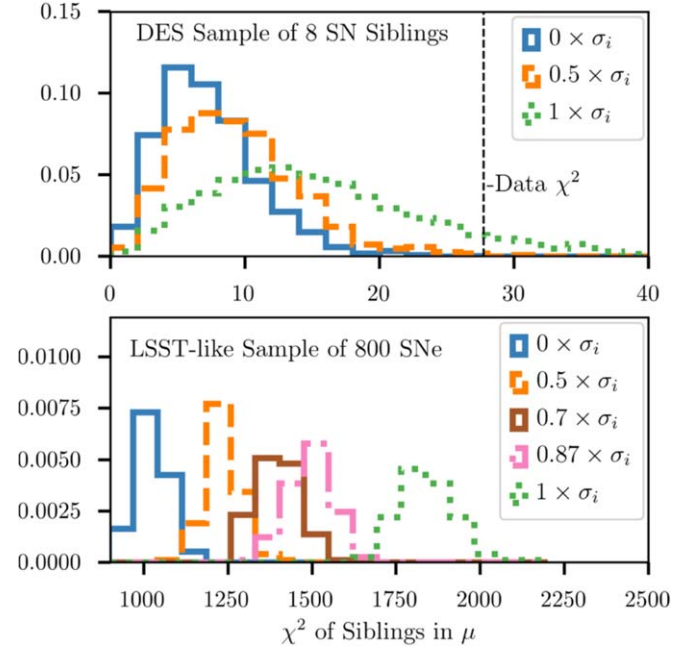 0.15
0.10
0.05
0.00
DES Sample of 8 SN Siblings
0 × σᵢ
0.5 × σᵢ
1 × σᵢ
-Data χ²
0 10 20 30 40
0.0100
0.0075
0.0050
0.0025
0.0000
LSST-like Sample of 800 SNe
0 × σᵢ
0.5 × σᵢ
0.7 × σᵢ
0.87 × σᵢ
1 × σᵢ
1000 1250 1500 1750 2000 2250 2500
χ² of Siblings in μ